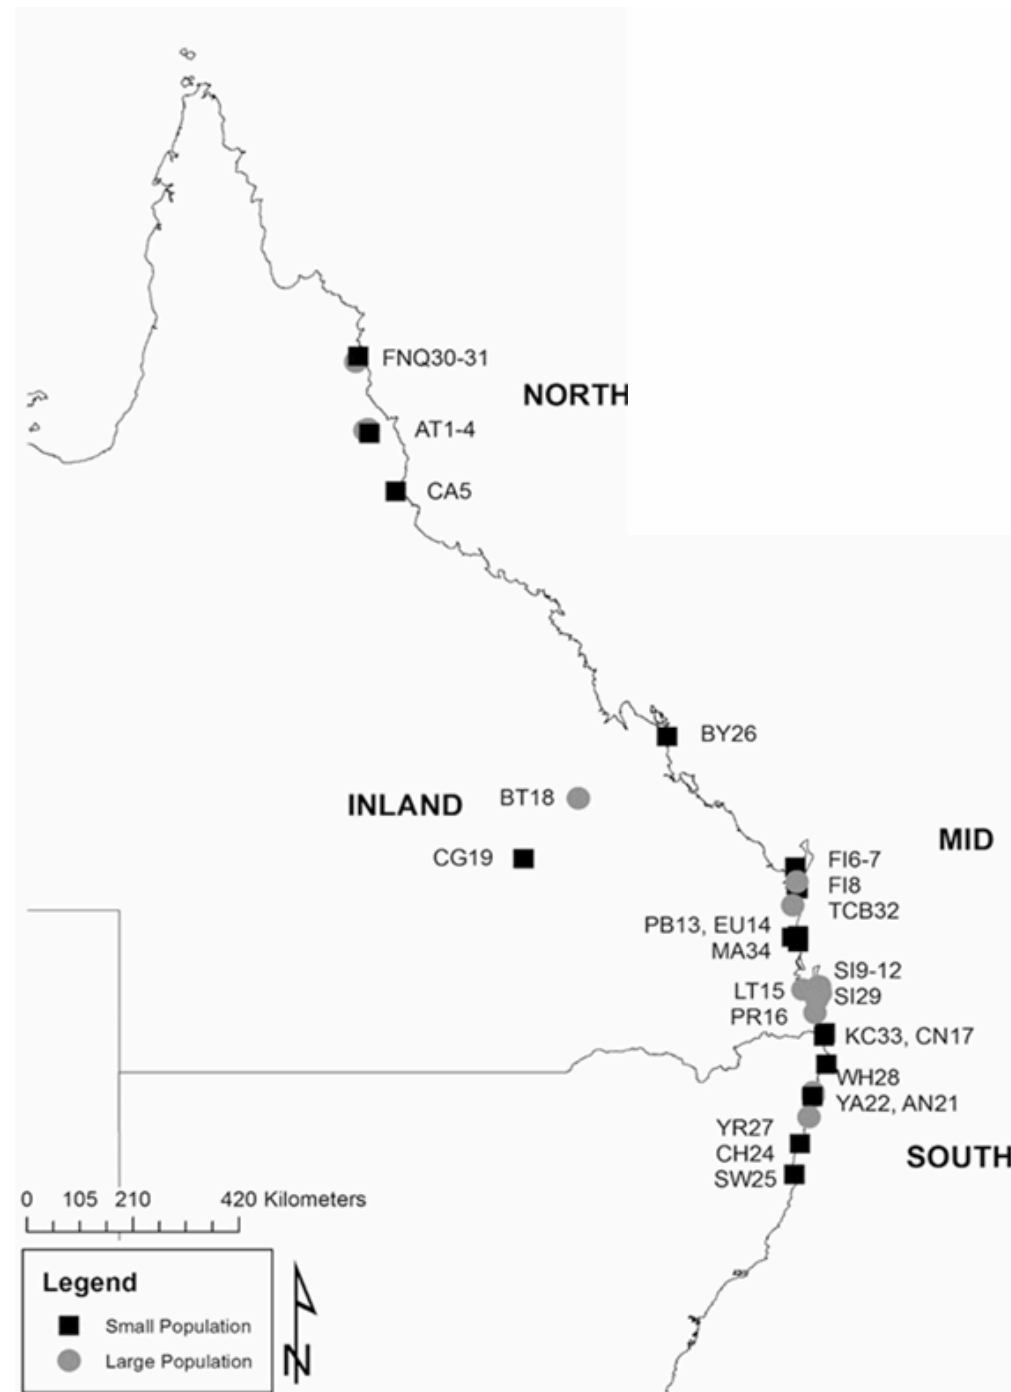 FNQ30-31
NORTH
AT1-4
CA5
BY26
BT18
INLAND
CG19
MID
FI6-7
FI8
TCB32
PB13, EU14
MA34
SI9-12
LT15
SI29
PR16
KC33, CN17
WH28
YA22, AN21
YR27
CH24
SOUTH
SW25
0 105 210 420 Kilometers
Legend
Small Population
Large Population
N